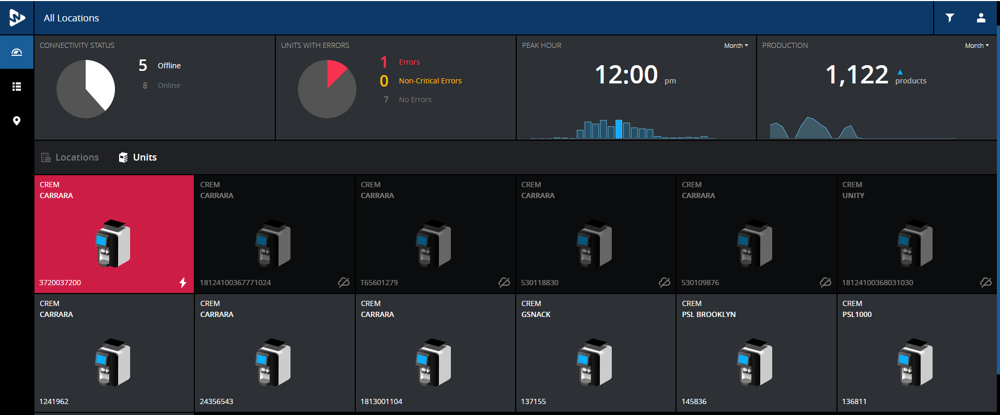 All Locations
CONNECTIVITY STATUS
5 Offline
8 Online
UNITS WITH ERRORS
1 Errors
0 Non-Critical Errors
7 No Errors
PEAK HOUR
Month
12:00 pm
PRODUCTION
Month
1,122 products
Locations
Units
CREM
CARRARA
3720037200
CREM
CARRARA
18124100367771024
CREM
CARRARA
T65601279
CREM
CARRARA
530118830
CREM
CARRARA
530109876
CREM
UNITY
18124100368031030
CREM
CARRARA
1241962
CREM
CARRARA
24356543
CREM
CARRARA
1813001104
CREM
GSNACK
137155
CREM
PSL BROOKLYN
145836
CREM
PSL1000
136811